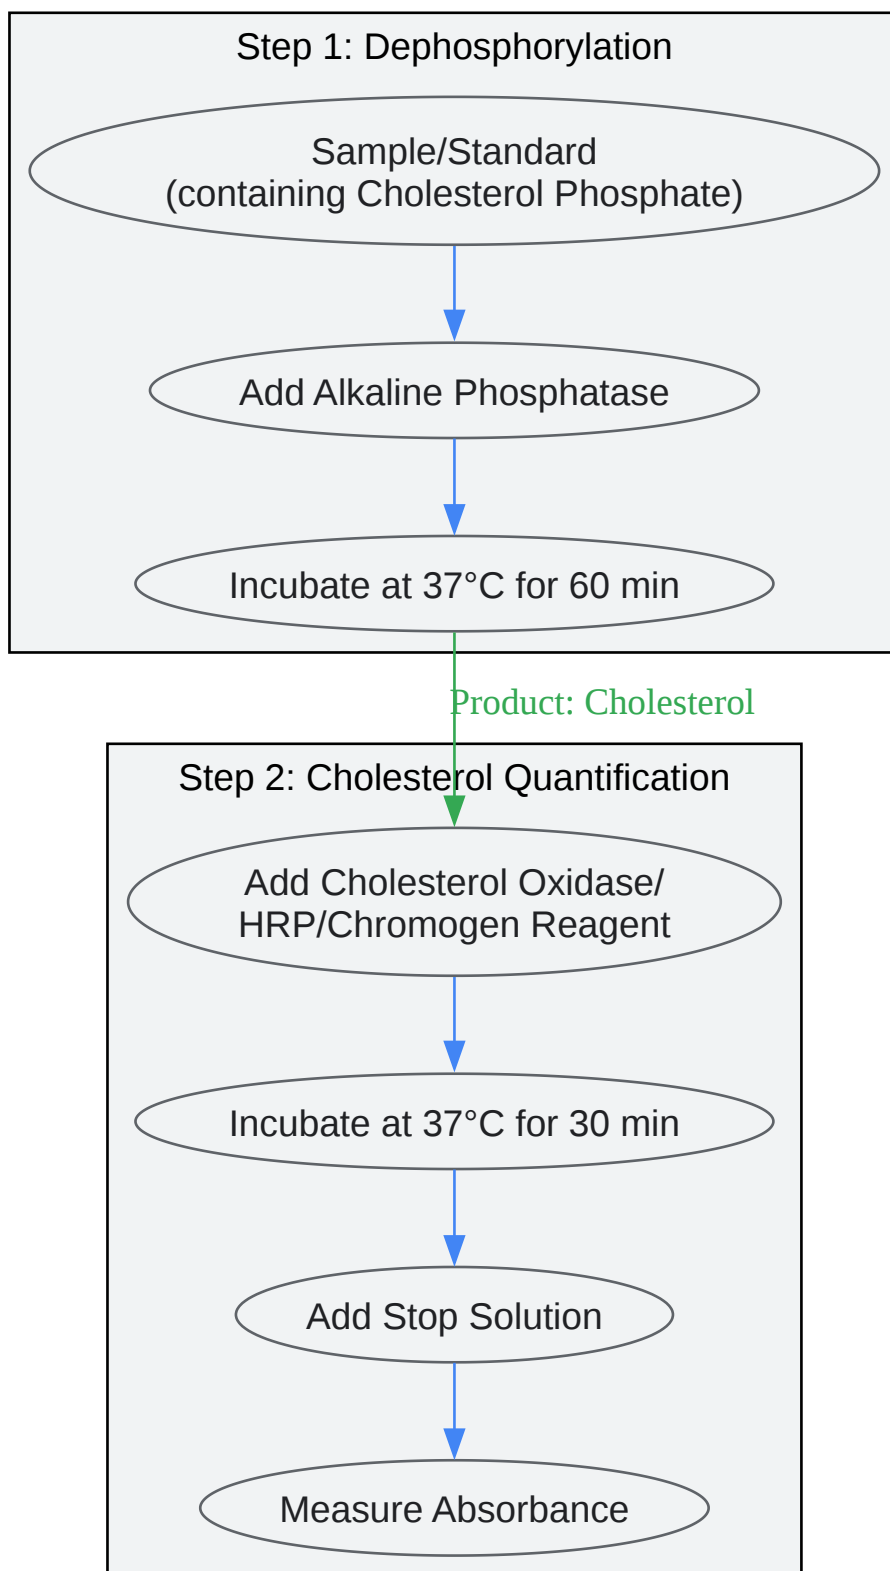 Step 1: Dephosphorylation
Sample/Standard
(containing Cholesterol Phosphate)
Add Alkaline Phosphatase
Incubate at 37°C for 60 min
Product: Cholesterol
Step 2: Cholesterol Quantification
Add Cholesterol Oxidase/
HRP/Chromogen Reagent
Incubate at 37°C for 30 min
Add Stop Solution
Measure Absorbance